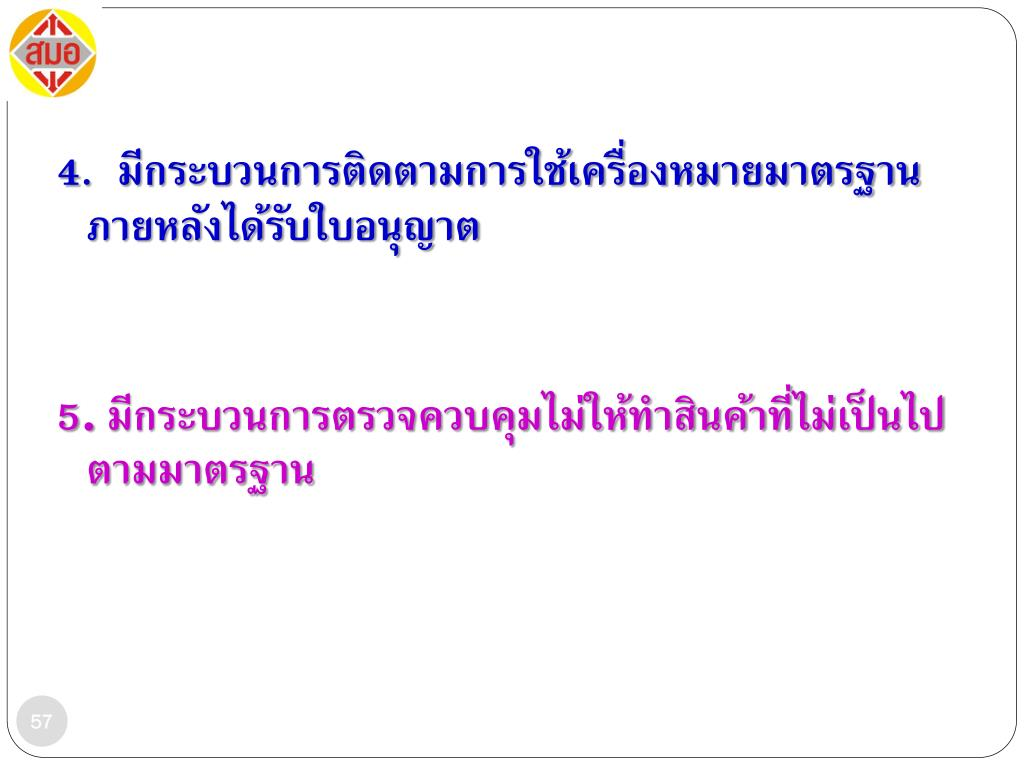 สมอ
4. มีกระบวนการติดตามการใช้เครื่องหมายมาตรฐาน
ภายหลังได้รับใบอนุญาต
5. มีกระบวนการตรวจควบคุมไม่ให้ทำสินค้าที่ไม่เป็นไป
ตามมาตรฐาน
57